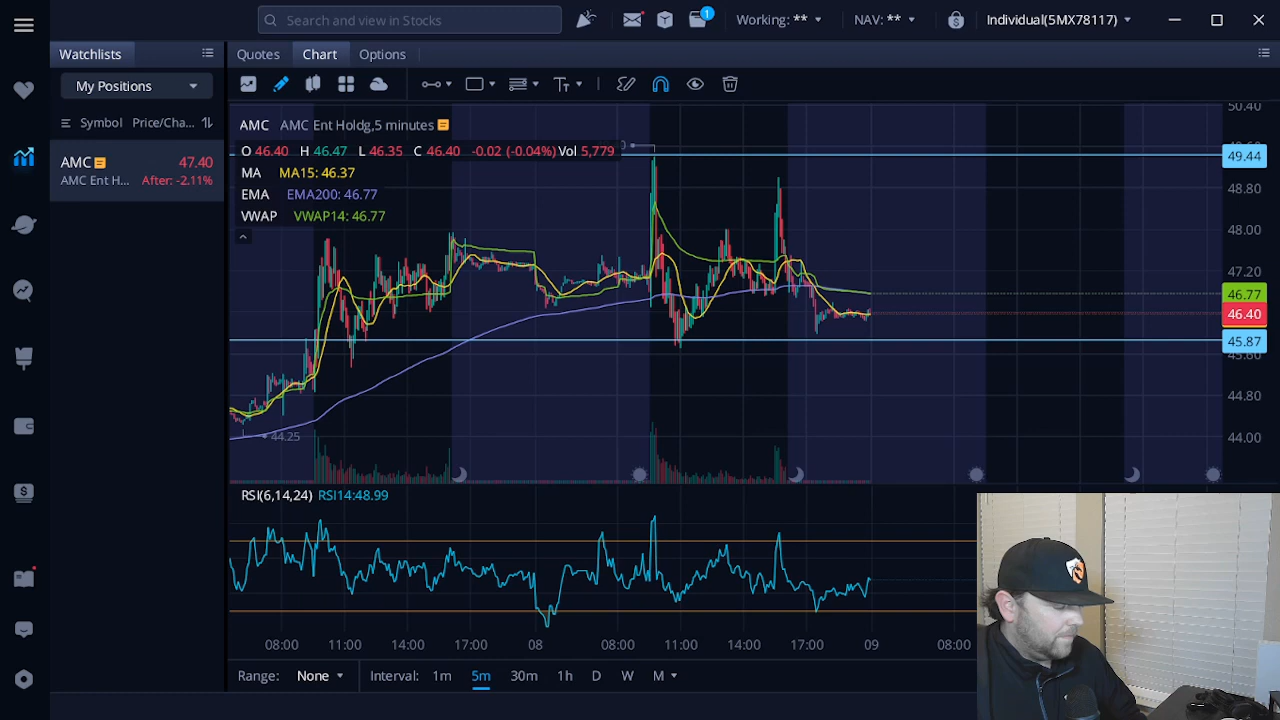 Search and view in Stocks
1
Working: **
NAV: **
Individual(5MX78117)
Watchlists
Quotes
Chart
Options
My Positions
Symbol Price/Cha...
AMC 47.40
AMC Ent H... After: -2.11%
AMC AMC Ent Holdg,5 minutes
O 46.40 H 46.47 L 46.35 C 46.40 -0.02 (-0.04%) Vol 5,779
MA MA15: 46.37
EMA EMA200: 46.77
VWAP VWAP14: 46.77
50.40
49.44
48.80
48.00
47.20
46.77
46.40
45.87
45.60
44.80
44.00
44.25
RSI(6,14,24) RSI14:48.99
08:00 11:00 14:00 17:00 08 08:00 11:00 14:00 17:00 09 08:00
Range: None Interval: 1m 5m 30m 1h D W M